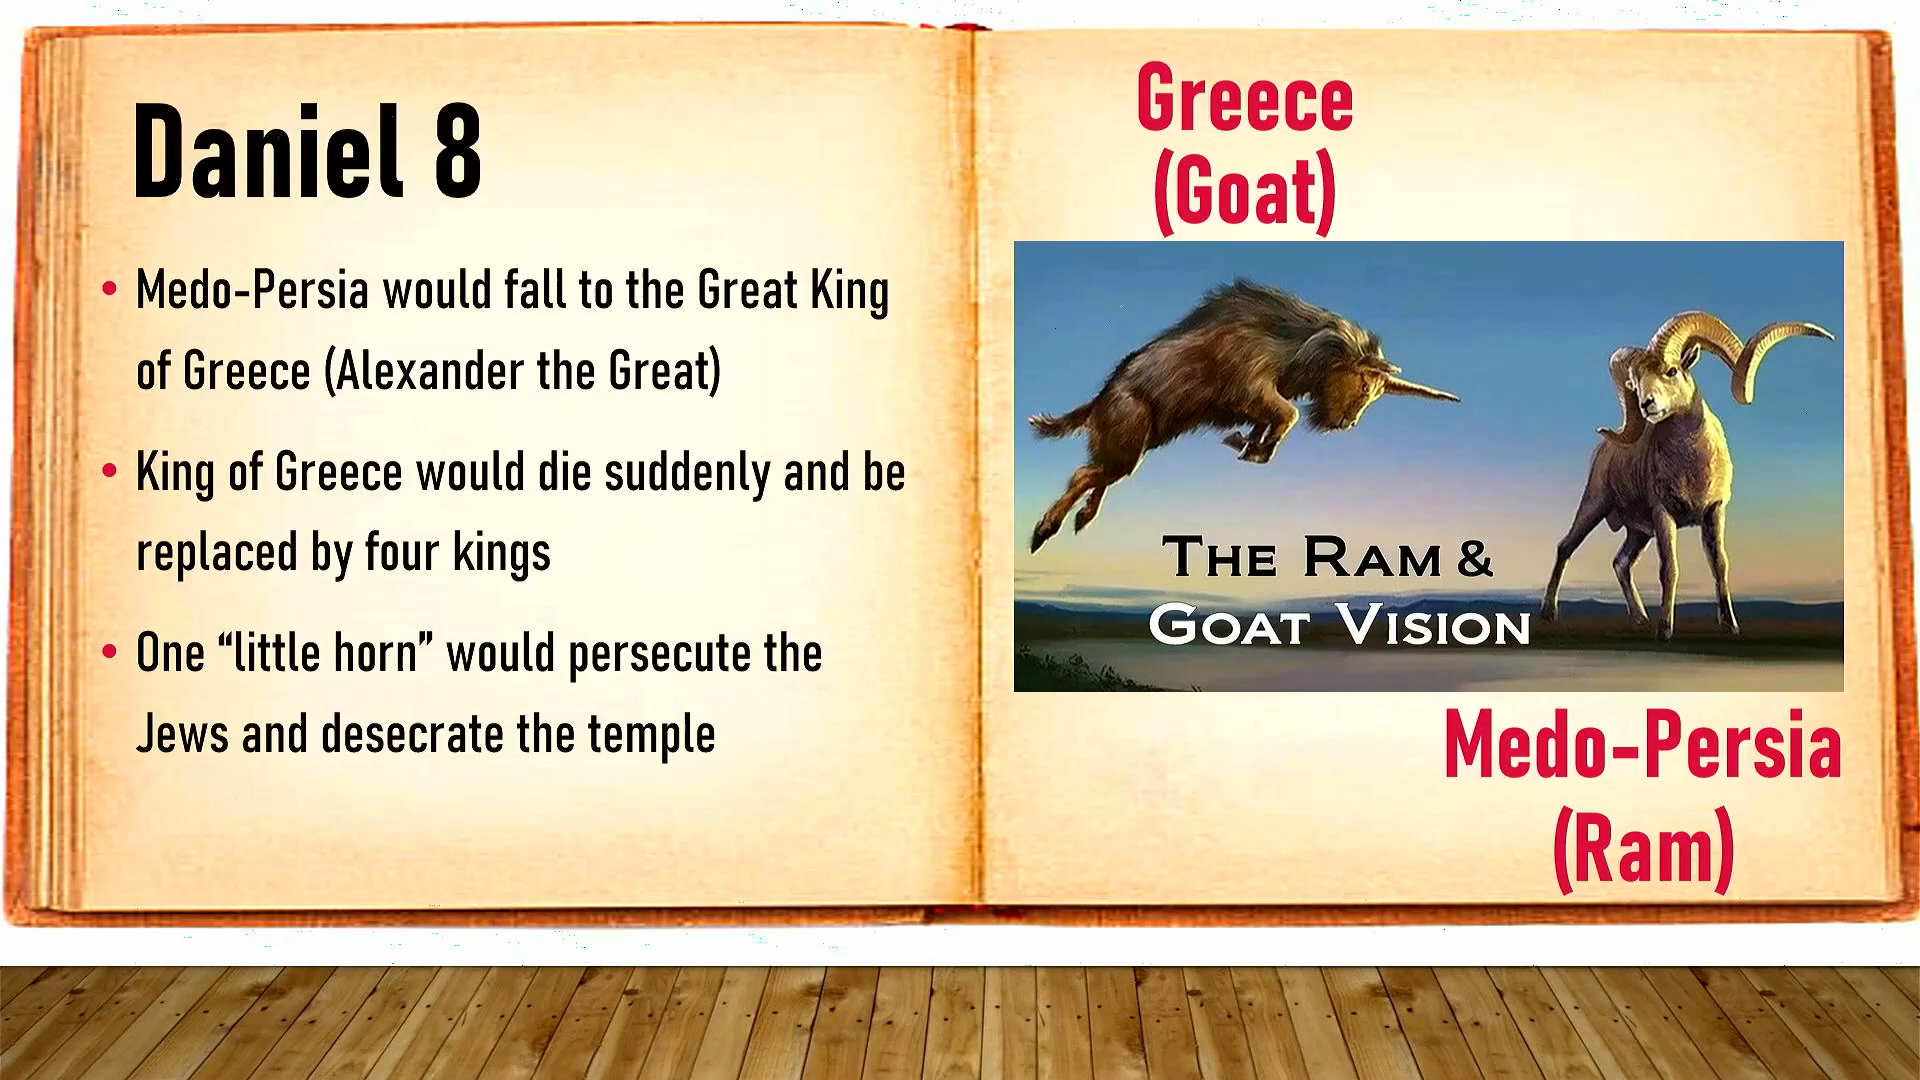 Daniel 8
• Medo-Persia would fall to the Great King
of Greece (Alexander the Great)
• King of Greece would die suddenly and be
replaced by four kings
• One “little horn” would persecute the
Jews and desecrate the temple
Greece
(Goat)
THE RAM &
GOAT VISION
Medo-Persia
(Ram)